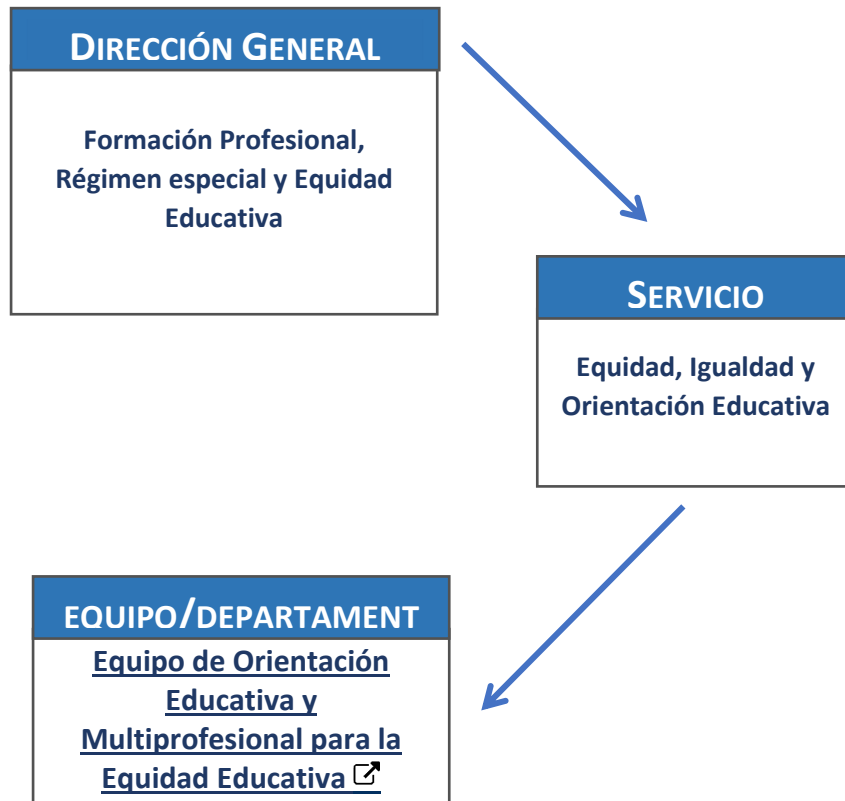 DIRECCIÓN GENERAL
Formación Profesional,
Régimen especial y Equidad
Educativa
SERVICIO
Equidad, Igualdad y
Orientación Educativa
EQUIPO/DEPARTAMENT
Equipo de Orientación
Educativa y
Multiprofesional para la
Equidad Educativa